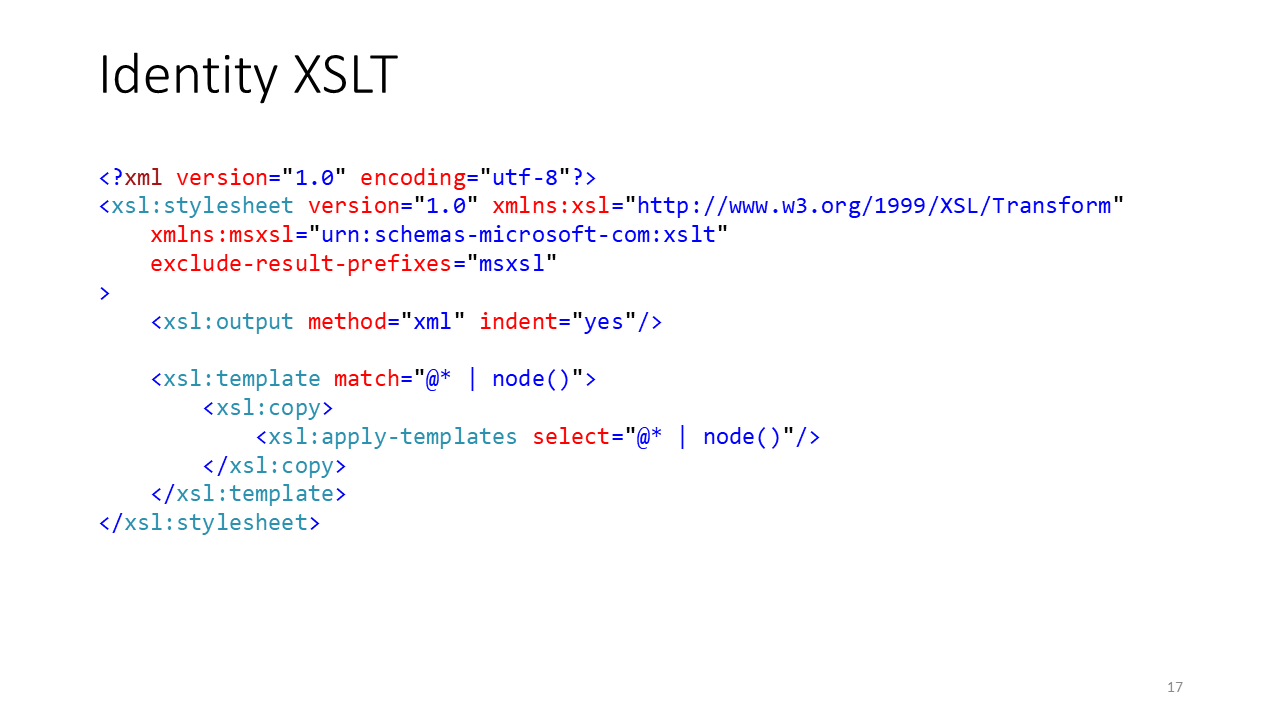 Identity XSLT
<?xml version="1.0" encoding="utf-8"?>
<xsl:stylesheet version="1.0" xmlns:xsl="http://www.w3.org/1999/XSL/Transform"
    xmlns:msxsl="urn:schemas-microsoft-com:xslt"
    exclude-result-prefixes="msxsl"
>
    <xsl:output method="xml" indent="yes"/>
    <xsl:template match="@* | node()">
        <xsl:copy>
            <xsl:apply-templates select="@* | node()"/>
        </xsl:copy>
    </xsl:template>
</xsl:stylesheet>
17